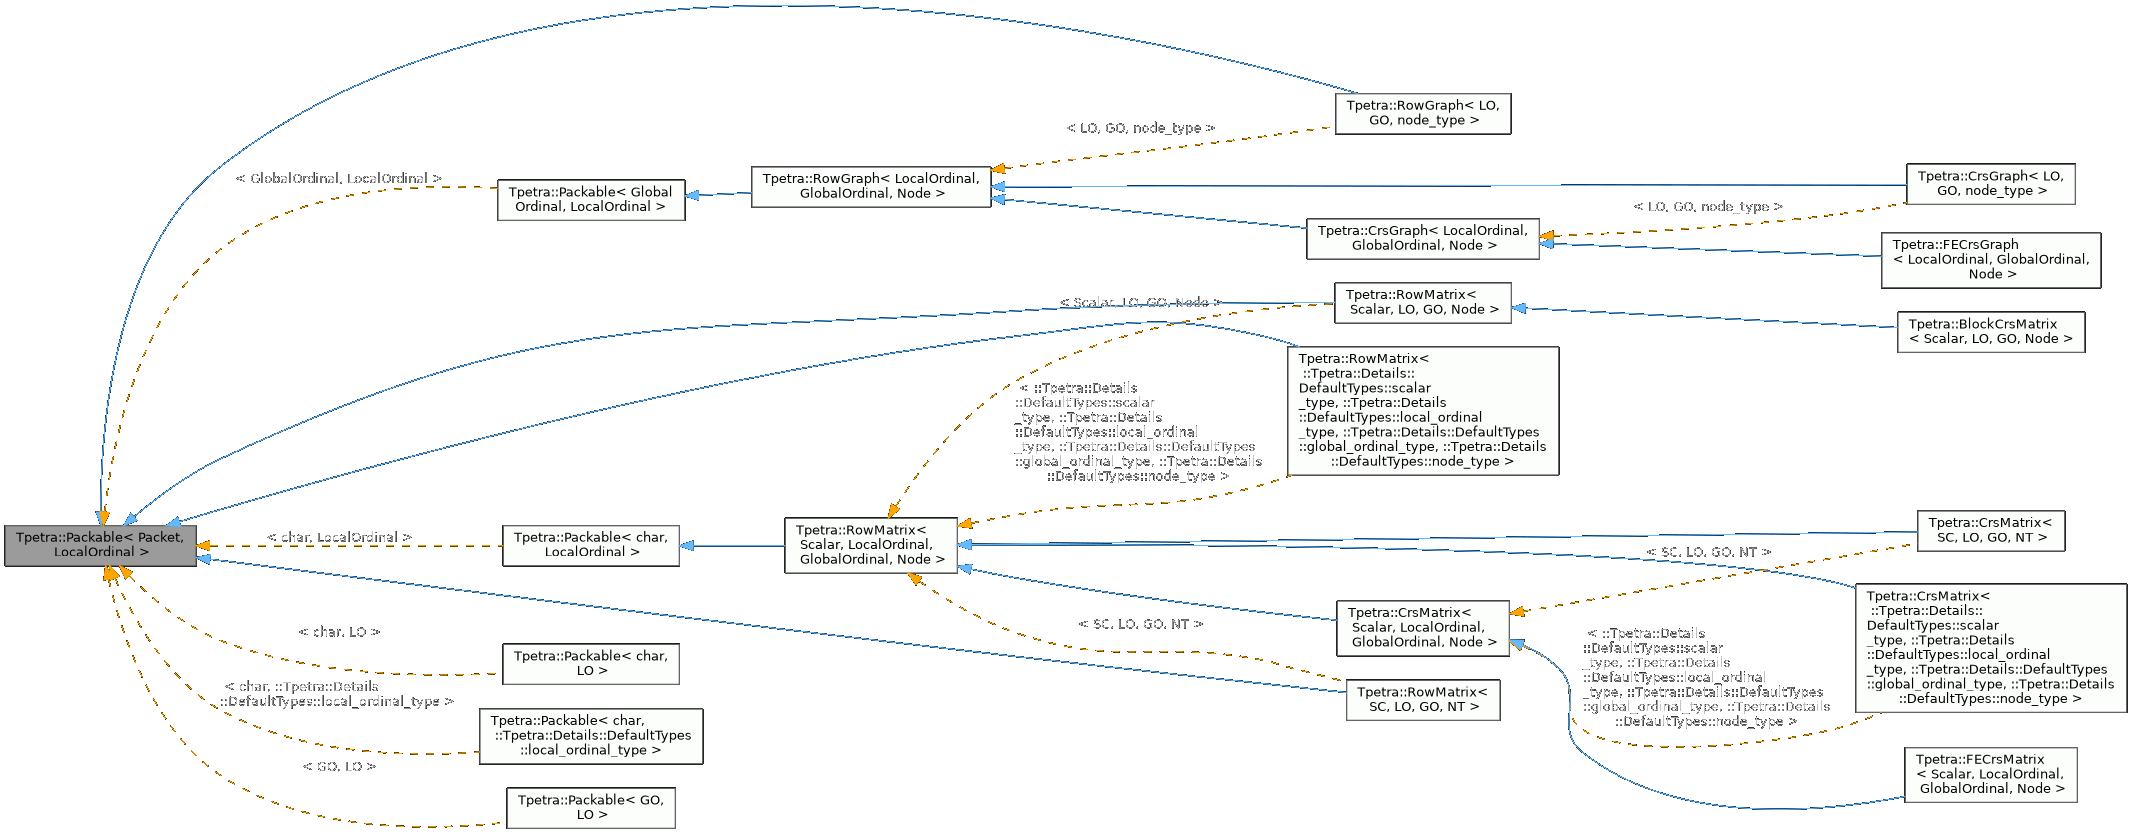 Tpetra::RowGraph< LO,
GO, node_type >
< LO, GO, node_type >
< GlobalOrdinal, LocalOrdinal >
Tpetra::Packable< Global
Ordinal, LocalOrdinal >
Tpetra::RowGraph< LocalOrdinal,
GlobalOrdinal, Node >
Tpetra::CrsGraph< LO,
GO, node_type >
< LO, GO, node_type >
Tpetra::CrsGraph< LocalOrdinal,
GlobalOrdinal, Node >
Tpetra::FECrsGraph
< LocalOrdinal, GlobalOrdinal,
Node >
< Scalar, LO, GO, Node >
Tpetra::RowMatrix<
Scalar, LO, GO, Node >
Tpetra::BlockCrsMatrix
< Scalar, LO, GO, Node >
Tpetra::RowMatrix<
::Tpetra::Details::
DefaultTypes::scalar
_type, ::Tpetra::Details
::DefaultTypes::local_ordinal
_type, ::Tpetra::Details::DefaultTypes
::global_ordinal_type, ::Tpetra::Details
::DefaultTypes::node_type >
< ::Tpetra::Details
::DefaultTypes::scalar
_type, ::Tpetra::Details
::DefaultTypes::local_ordinal
_type, ::Tpetra::Details::DefaultTypes
::global_ordinal_type, ::Tpetra::Details
::DefaultTypes::node_type >
Tpetra::Packable< Packet,
LocalOrdinal >
< char, LocalOrdinal >
Tpetra::Packable< char,
LocalOrdinal >
Tpetra::RowMatrix<
Scalar, LocalOrdinal,
GlobalOrdinal, Node >
Tpetra::CrsMatrix<
SC, LO, GO, NT >
< SC, LO, GO, NT >
Tpetra::CrsMatrix<
::Tpetra::Details::
DefaultTypes::scalar
_type, ::Tpetra::Details
::DefaultTypes::local_ordinal
_type, ::Tpetra::Details::DefaultTypes
::global_ordinal_type, ::Tpetra::Details
::DefaultTypes::node_type >
Tpetra::CrsMatrix<
Scalar, LocalOrdinal,
GlobalOrdinal, Node >
< SC, LO, GO, NT >
< ::Tpetra::Details
::DefaultTypes::scalar
_type, ::Tpetra::Details
::DefaultTypes::local_ordinal
_type, ::Tpetra::Details::DefaultTypes
::global_ordinal_type, ::Tpetra::Details
::DefaultTypes::node_type >
< char, LO >
Tpetra::Packable< char,
LO >
Tpetra::RowMatrix<
SC, LO, GO, NT >
< char, ::Tpetra::Details
::DefaultTypes::local_ordinal_type >
Tpetra::Packable< char,
::Tpetra::Details::DefaultTypes
::local_ordinal_type >
< GO, LO >
Tpetra::Packable< GO,
LO >
Tpetra::FECrsMatrix
< Scalar, LocalOrdinal,
GlobalOrdinal, Node >